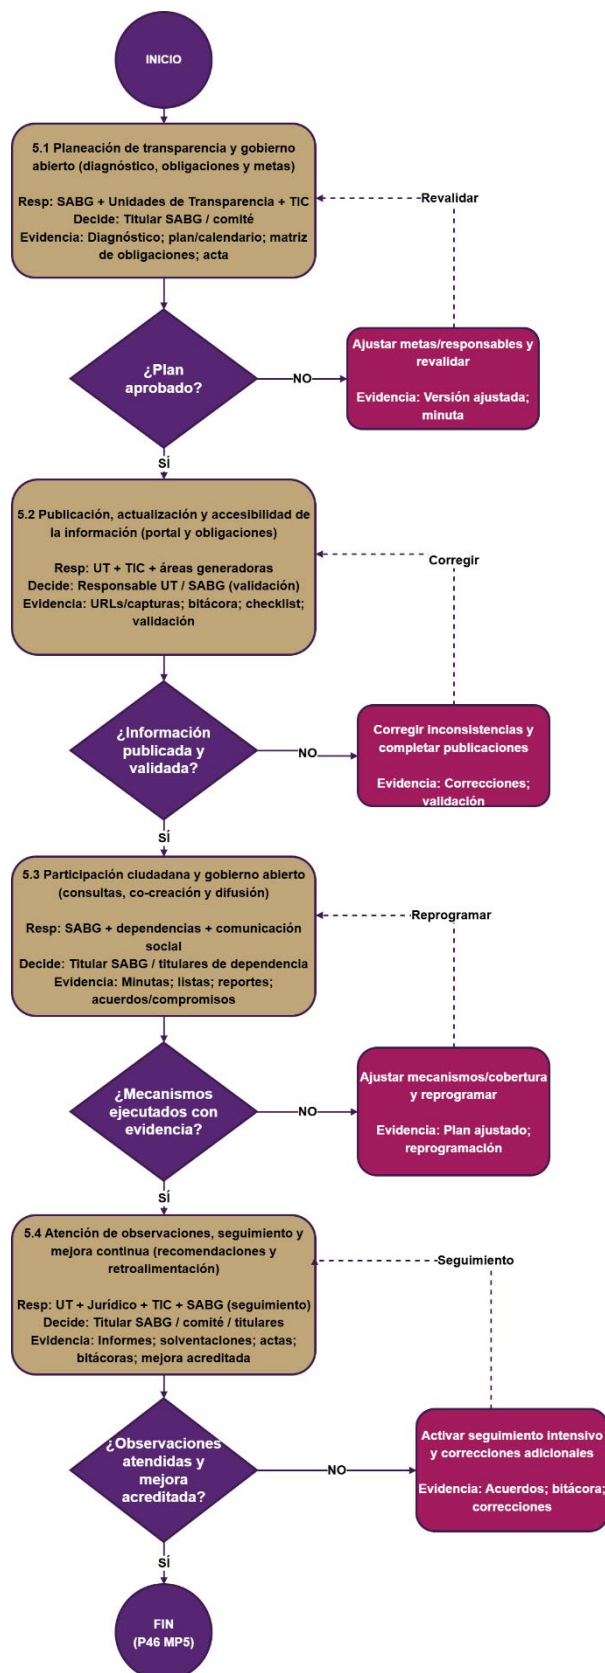 INICIO
5.1 Planeación de transparencia y gobierno
abierto (diagnóstico, obligaciones y metas)
Resp: SABG + Unidades de Transparencia + TIC
Decide: Titular SABG / comité
Evidencia: Diagnóstico; plan/calendario; matriz
de obligaciones; acta
Revalidar
¿Plan
aprobado?
NO
Ajustar metas/responsables y
revalidar
Evidencia: Versión ajustada;
minuta
SÍ
5.2 Publicación, actualización y accesibilidad de
la información (portal y obligaciones)
Resp: UT + TIC + áreas generadoras
Decide: Responsable UT / SABG (validación)
Evidencia: URLs/capturas; bitácora; checklist;
validación
Corregir
¿Información
publicada y
validada?
NO
Corregir inconsistencias y
completar publicaciones
Evidencia: Correcciones;
validación
SÍ
5.3 Participación ciudadana y gobierno abierto
(consultas, co-creación y difusión)
Resp: SABG + dependencias + comunicación
social
Decide: Titular SABG / titulares de dependencia
Evidencia: Minutas; listas; reportes;
acuerdos/compromisos
Reprogramar
¿Mecanismos
ejecutados con
evidencia?
NO
Ajustar mecanismos/cobertura
y reprogramar
Evidencia: Plan ajustado;
reprogramación
SÍ
5.4 Atención de observaciones, seguimiento y
mejora continua (recomendaciones y
retroalimentación)
Resp: UT + Jurídico + TIC + SABG (seguimiento)
Decide: Titular SABG / comité / titulares
Evidencia: Informes; solventaciones; actas;
bitácoras; mejora acreditada
Seguimiento
¿Observaciones
atendidas y
mejora
acreditada?
NO
Activar seguimiento intensivo
y correcciones adicionales
Evidencia: Acuerdos; bitácora;
correcciones
SÍ
FIN
(P46 MP5)